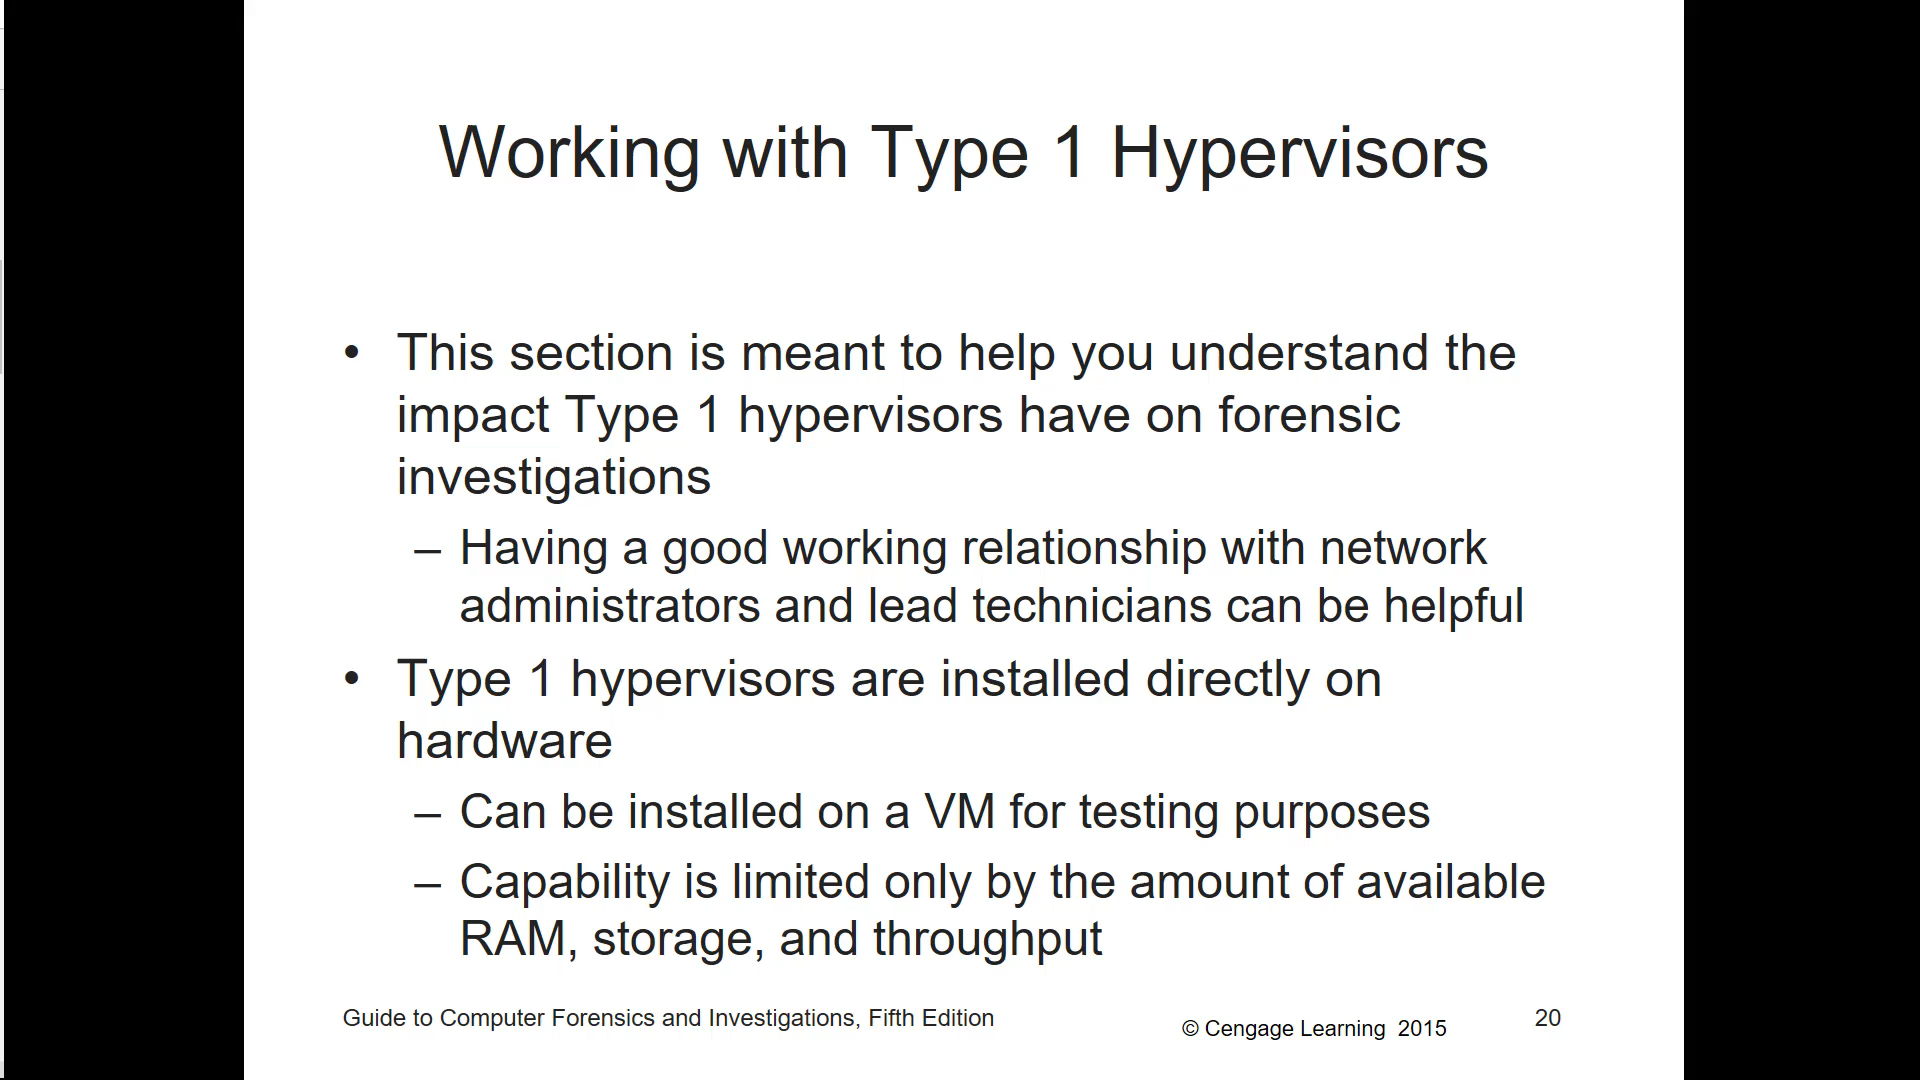 Working with Type 1 Hypervisors
• This section is meant to help you understand the
impact Type 1 hypervisors have on forensic
investigations
– Having a good working relationship with network
administrators and lead technicians can be helpful
• Type 1 hypervisors are installed directly on
hardware
– Can be installed on a VM for testing purposes
– Capability is limited only by the amount of available
RAM, storage, and throughput
Guide to Computer Forensics and Investigations, Fifth Edition
© Cengage Learning 2015
20